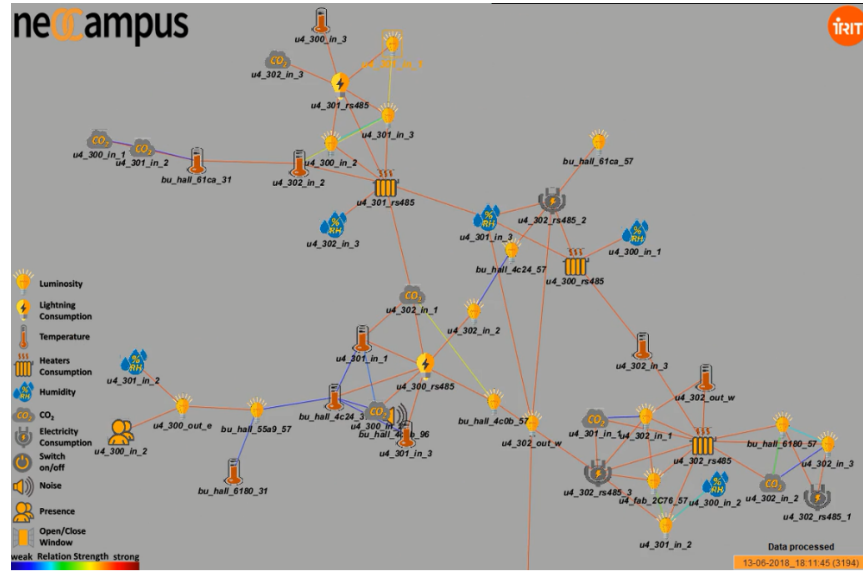 neOCampus
iRIT
u4_300_in_3
CO2
u4_302_in_3
u4_301_rs485
u4_301_in_3
u4_300_in_2
CO2
u4_300_in_1
CO2
u4_301_in_2
bu_hall_61ca_31
u4_302_in_2
u4_301_rs485
bu_hall_61ca_57
u4_302_rs485_2
%
RH
u4_302_in_3
%
RH
u4_301_in_3
%
RH
u4_300_in_1
bu_hall_4c24_57
u4_300_rs485
CO2
u4_302_in_1
u4_302_in_2
u4_301_in_1
u4_300_rs485
u4_302_in_3
u4_302_out_w
%
RH
u4_301_in_2
u4_300_out_e
bu_hall_55a9_57
CO2
bu_hall_4c0b_57
u4_302_out_w
u4_300_in_2
u4_301_in_3
bu_hall_6180_31
CO2
u4_301_in_1
u4_302_in_1
u4_302_rs485
bu_hall_6180_57
u4_302_in_3
u4_302_rs485_3
u4_fab_2C76_57
%
RH
u4_300_in_2
CO2
u4_302_in_2
u4_302_rs485_1
u4_301_in_2
Luminosity
Lightning
Consumption
Temperature
Heaters
Consumption
%
RH
Humidity
CO2
CO2
Electricity
Consumption
Switch
on/off
Noise
Presence
Open/Close
Window
weak Relation Strength strong
Data processed
13-06-2018_18:11:45 (3194)